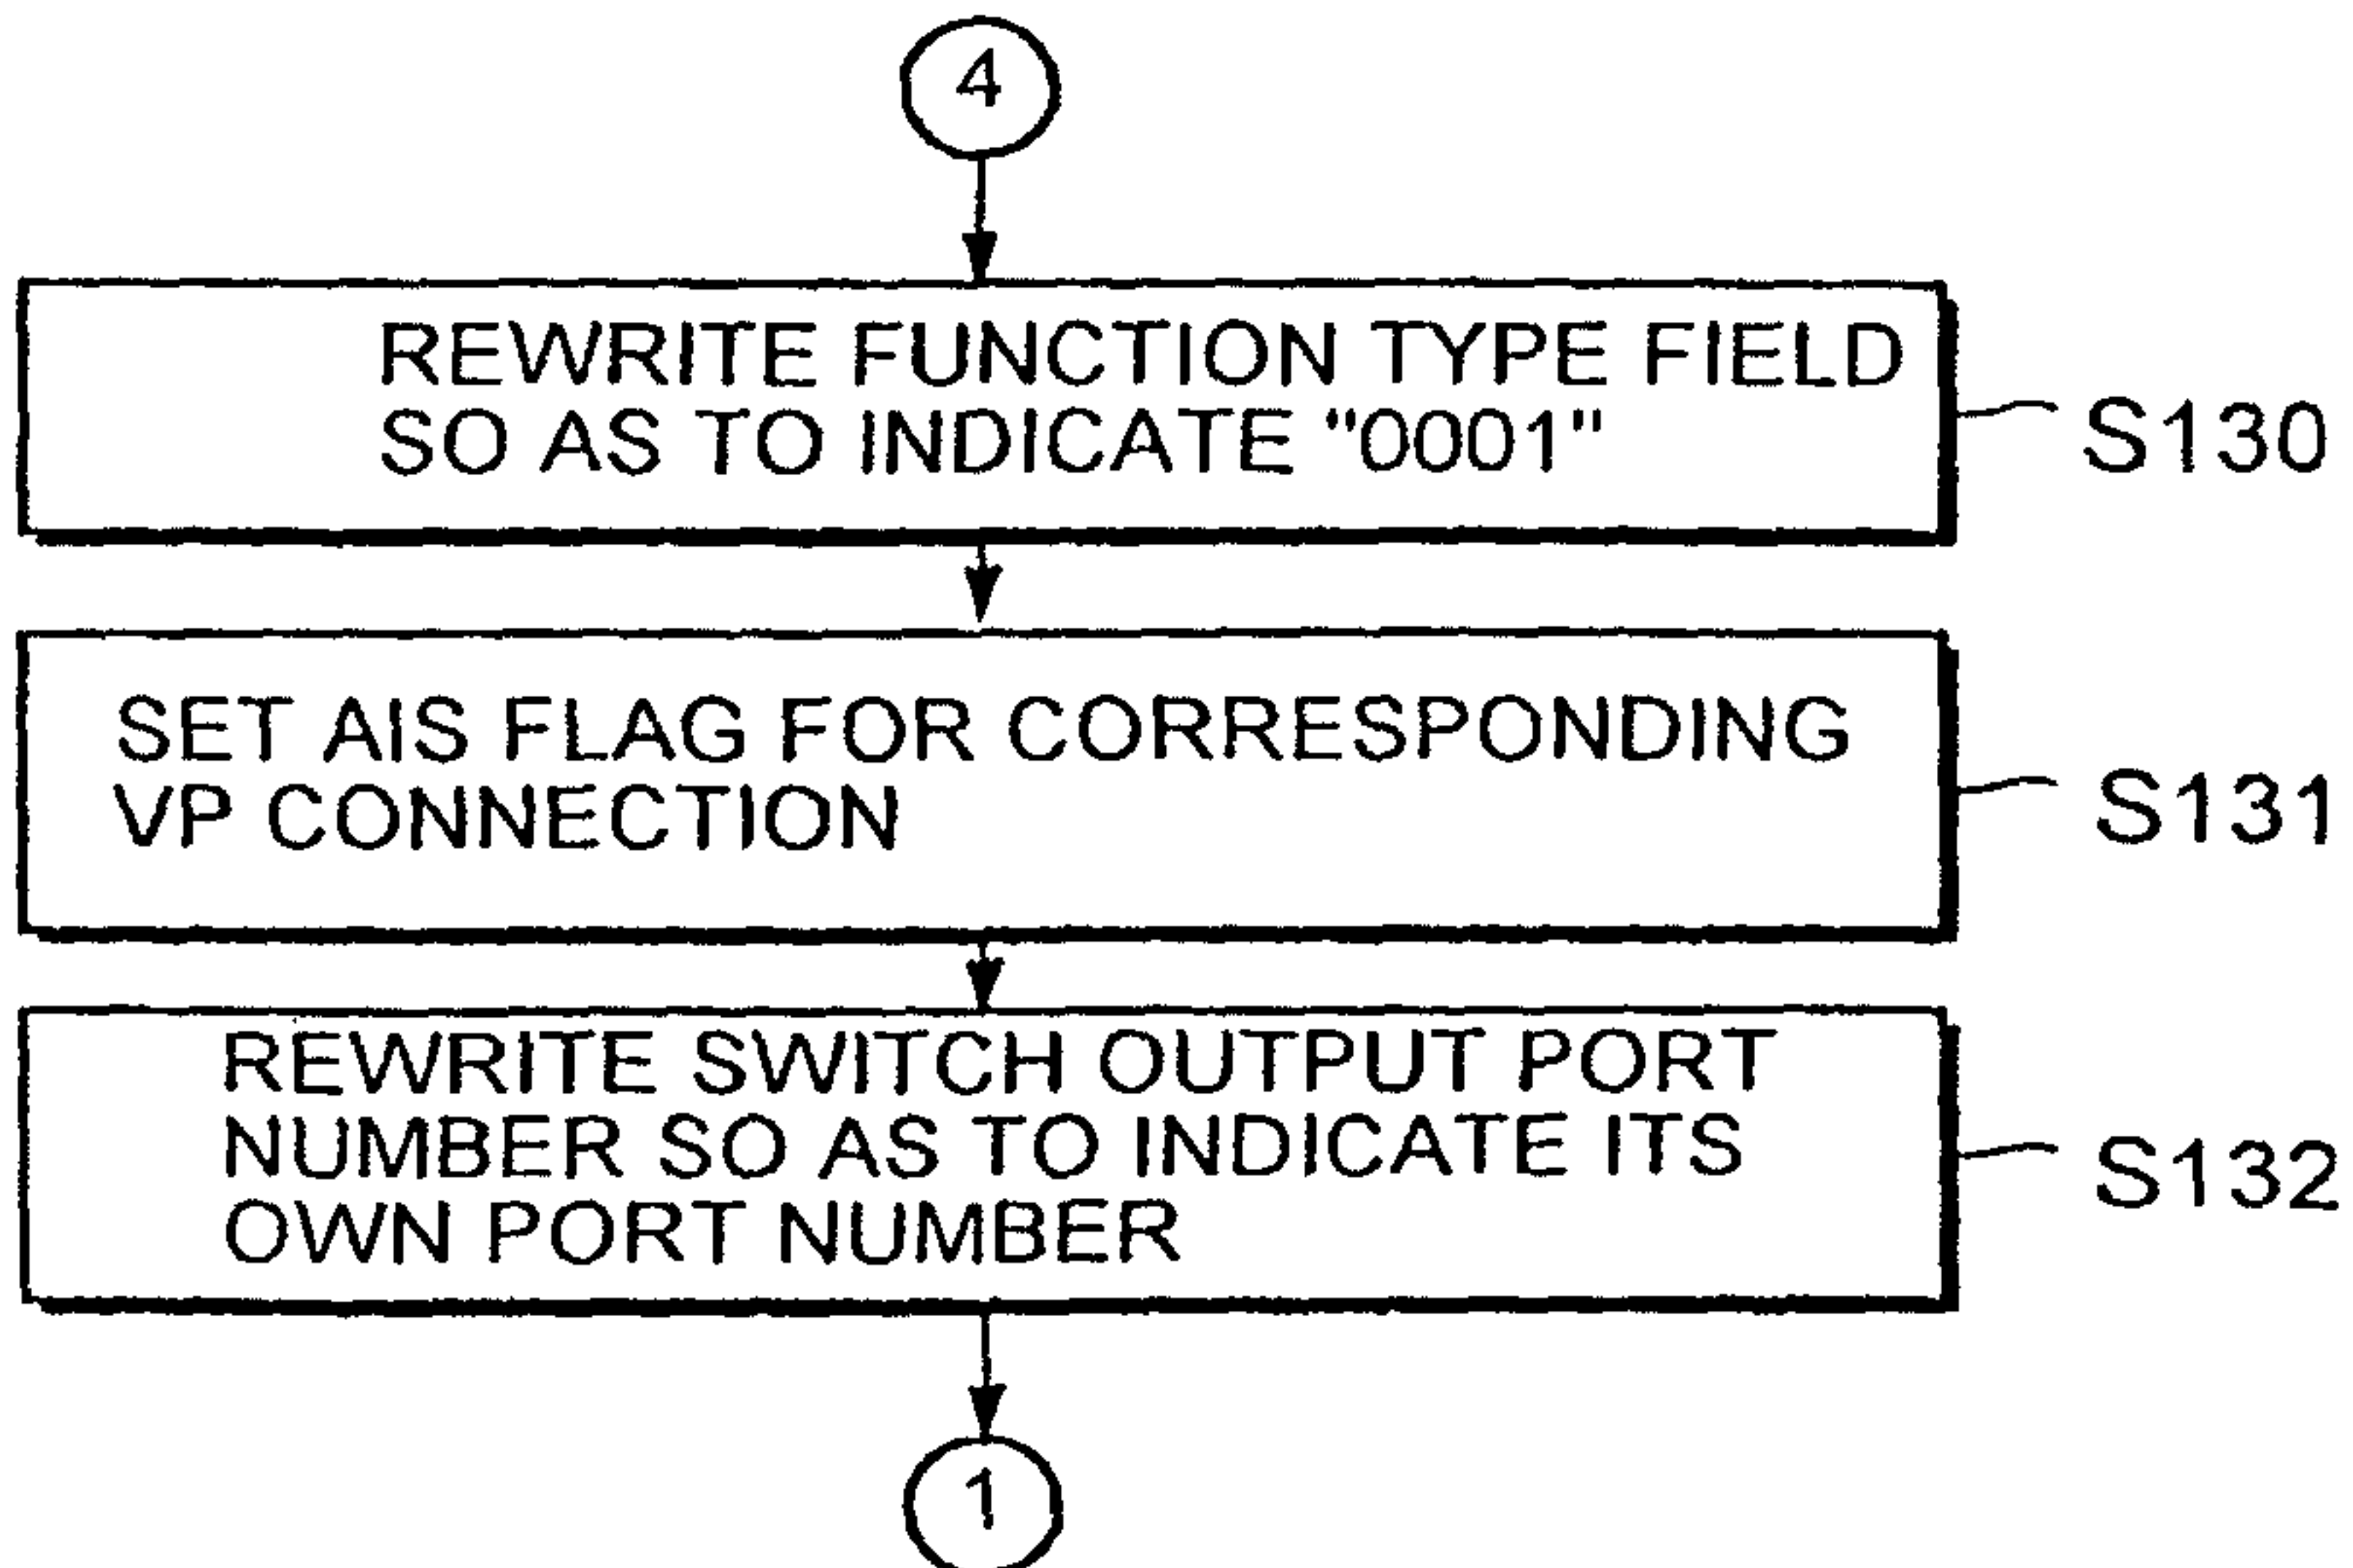 4
REWRITE FUNCTION TYPE FIELD
SO AS TO INDICATE "0001"
S130
SET AIS FLAG FOR CORRESPONDING
VP CONNECTION
S131
REWRITE SWITCH OUTPUT PORT
NUMBER SO AS TO INDICATE ITS
OWN PORT NUMBER
S132
1